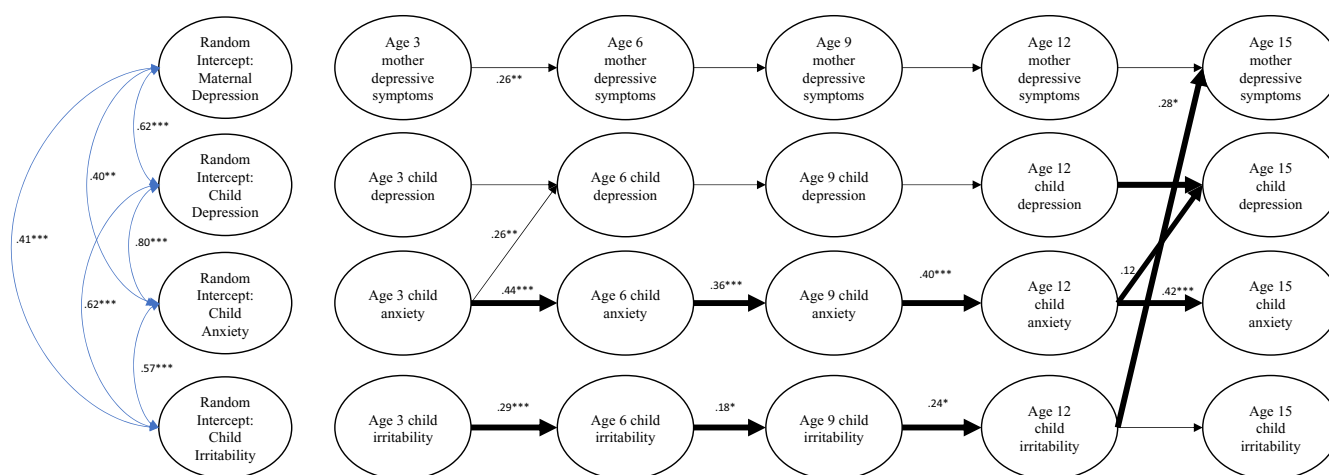 Random
Intercept:
Maternal
Depression
Age 3
mother
depressive
symptoms
.26**
Age 6
mother
depressive
symptoms
Age 9
mother
depressive
symptoms
Age 12
mother
depressive
symptoms
Age 15
mother
depressive
symptoms
.28*
.62***
.40**
.41***
Random
Intercept:
Child
Depression
Age 3 child
depression
Age 6 child
depression
Age 9 child
depression
Age 12
child
depression
Age 15
child
depression
.26**
.80***
.62***
Random
Intercept:
Child
Anxiety
Age 3 child
anxiety
.44***
Age 6 child
anxiety
.36***
Age 9 child
anxiety
.40***
Age 12
child
anxiety
.12
.42***
Age 15
child
anxiety
.57***
Random
Intercept:
Child
Irritability
Age 3 child
irritability
.29***
Age 6 child
irritability
.18*
Age 9 child
irritability
.24*
Age 12
child
irritability
Age 15
child
irritability